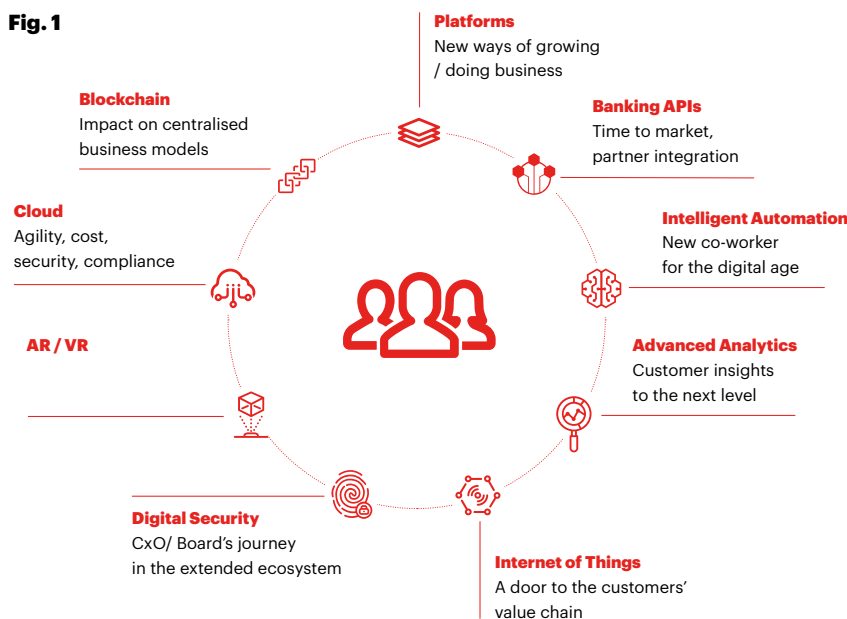 Fig. 1
Platforms
New ways of growing
/ doing business
Banking APIs
Time to market,
partner integration
Intelligent Automation
New co-worker
for the digital age
Advanced Analytics
Customer insights
to the next level
Internet of Things
A door to the customers’
value chain
Digital Security
CxO/ Board’s journey
in the extended ecosystem
AR / VR
Cloud
Agility, cost,
security, compliance
Blockchain
Impact on centralised
business models